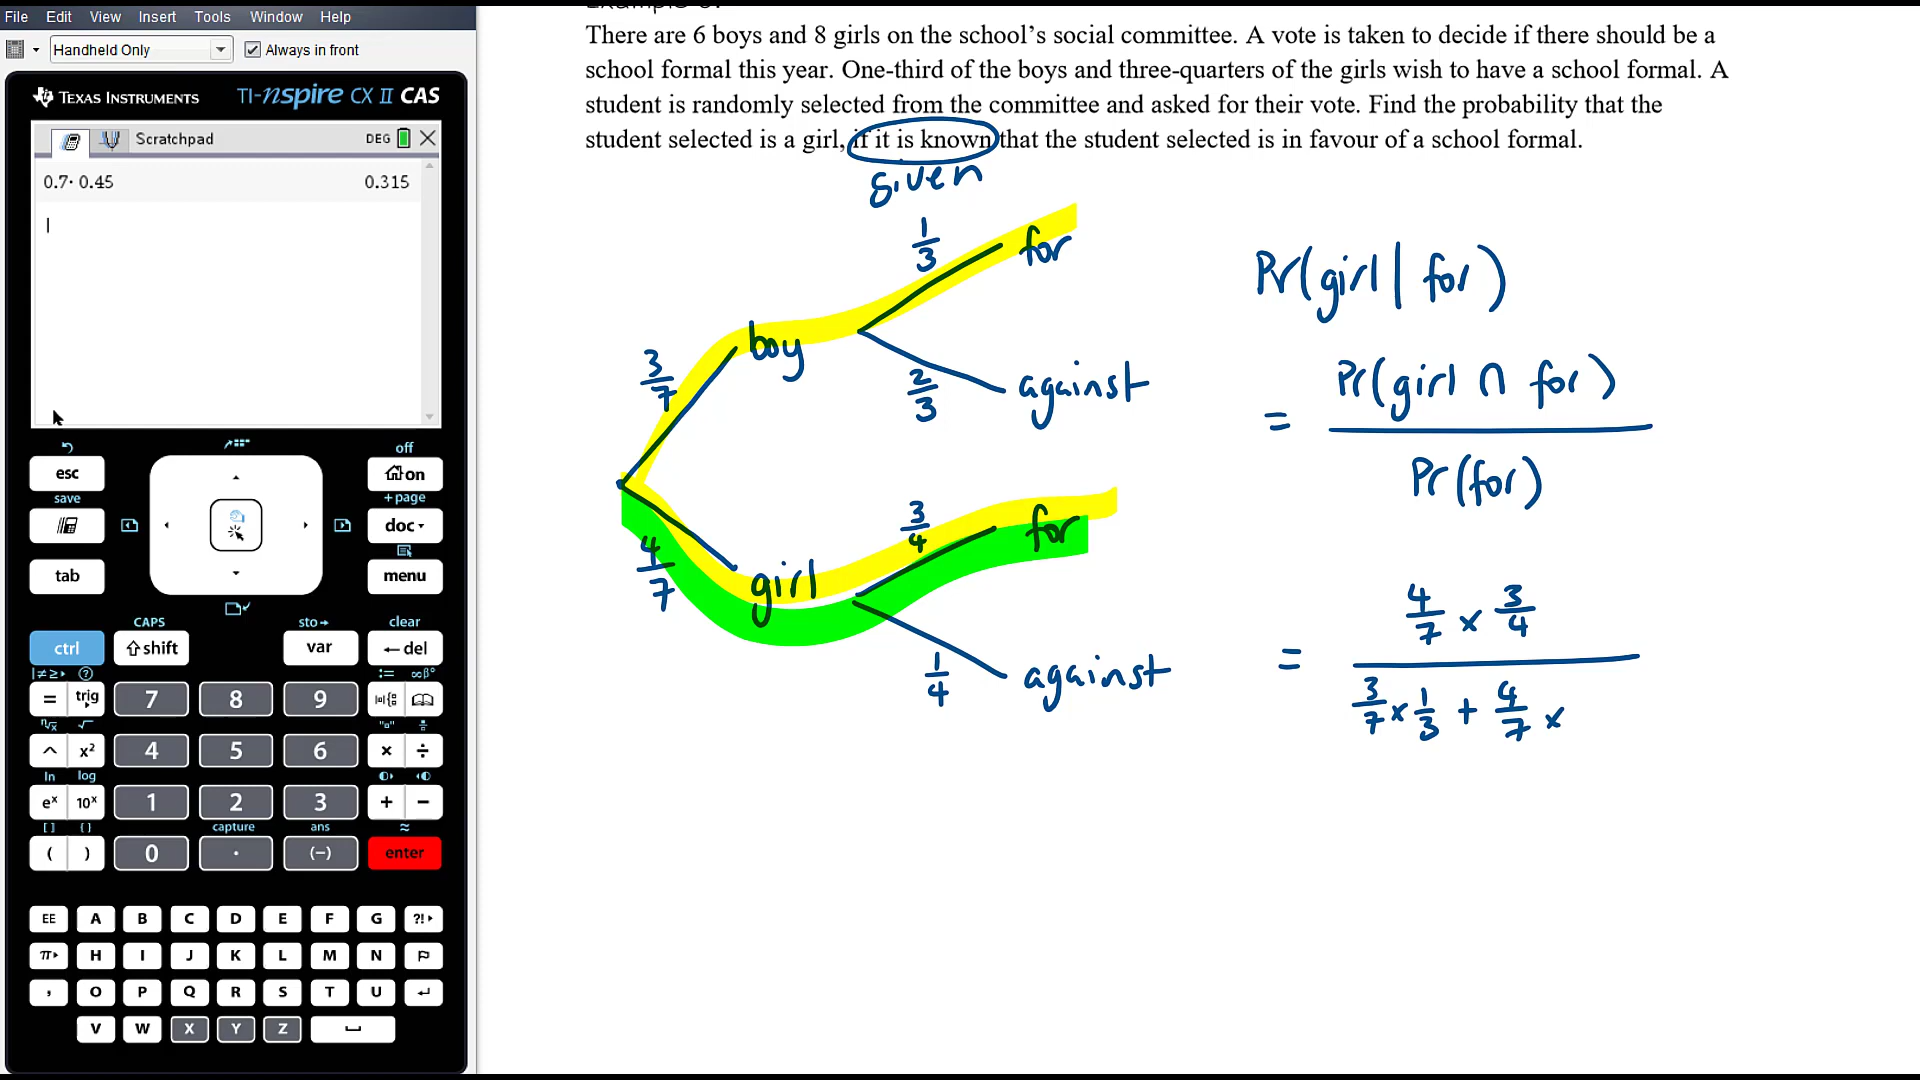 File Edit View Insert Tools Window Help
Handheld Only Always in front
TEXAS INSTRUMENTS TI-nspire CX II CAS
Scratchpad DEG
0.7· 0.45 0.315
off
esc on
save + page
doc
tab menu
CAPS sto→ clear
ctrl shift var ←del
|≠≥▸ ? := ∞β°
= trig 7 8 9
ⁿ√x √ "▫"
^ x² 4 5 6 × ÷
ln log
eˣ 10ˣ 1 2 3 + −
[ ] { } capture ans ≈
( ) 0 · (−) enter
EE A B C D E F G ?!▸
π▸ H I J K L M N
, O P Q R S T U ↵
V W X Y Z
There are 6 boys and 8 girls on the school’s social committee. A vote is taken to decide if there should be a
school formal this year. One-third of the boys and three-quarters of the girls wish to have a school formal. A
student is randomly selected from the committee and asked for their vote. Find the probability that the
student selected is a girl, if it is known that the student selected is in favour of a school formal.
given
1/3 for
3/7 boy
2/3 against
3/4 for
4/7 girl
1/4 against
Pr(girl | for)
= Pr(girl ∩ for)
Pr(for)
= 4/7 × 3/4
3/7 × 1/3 + 4/7 ×